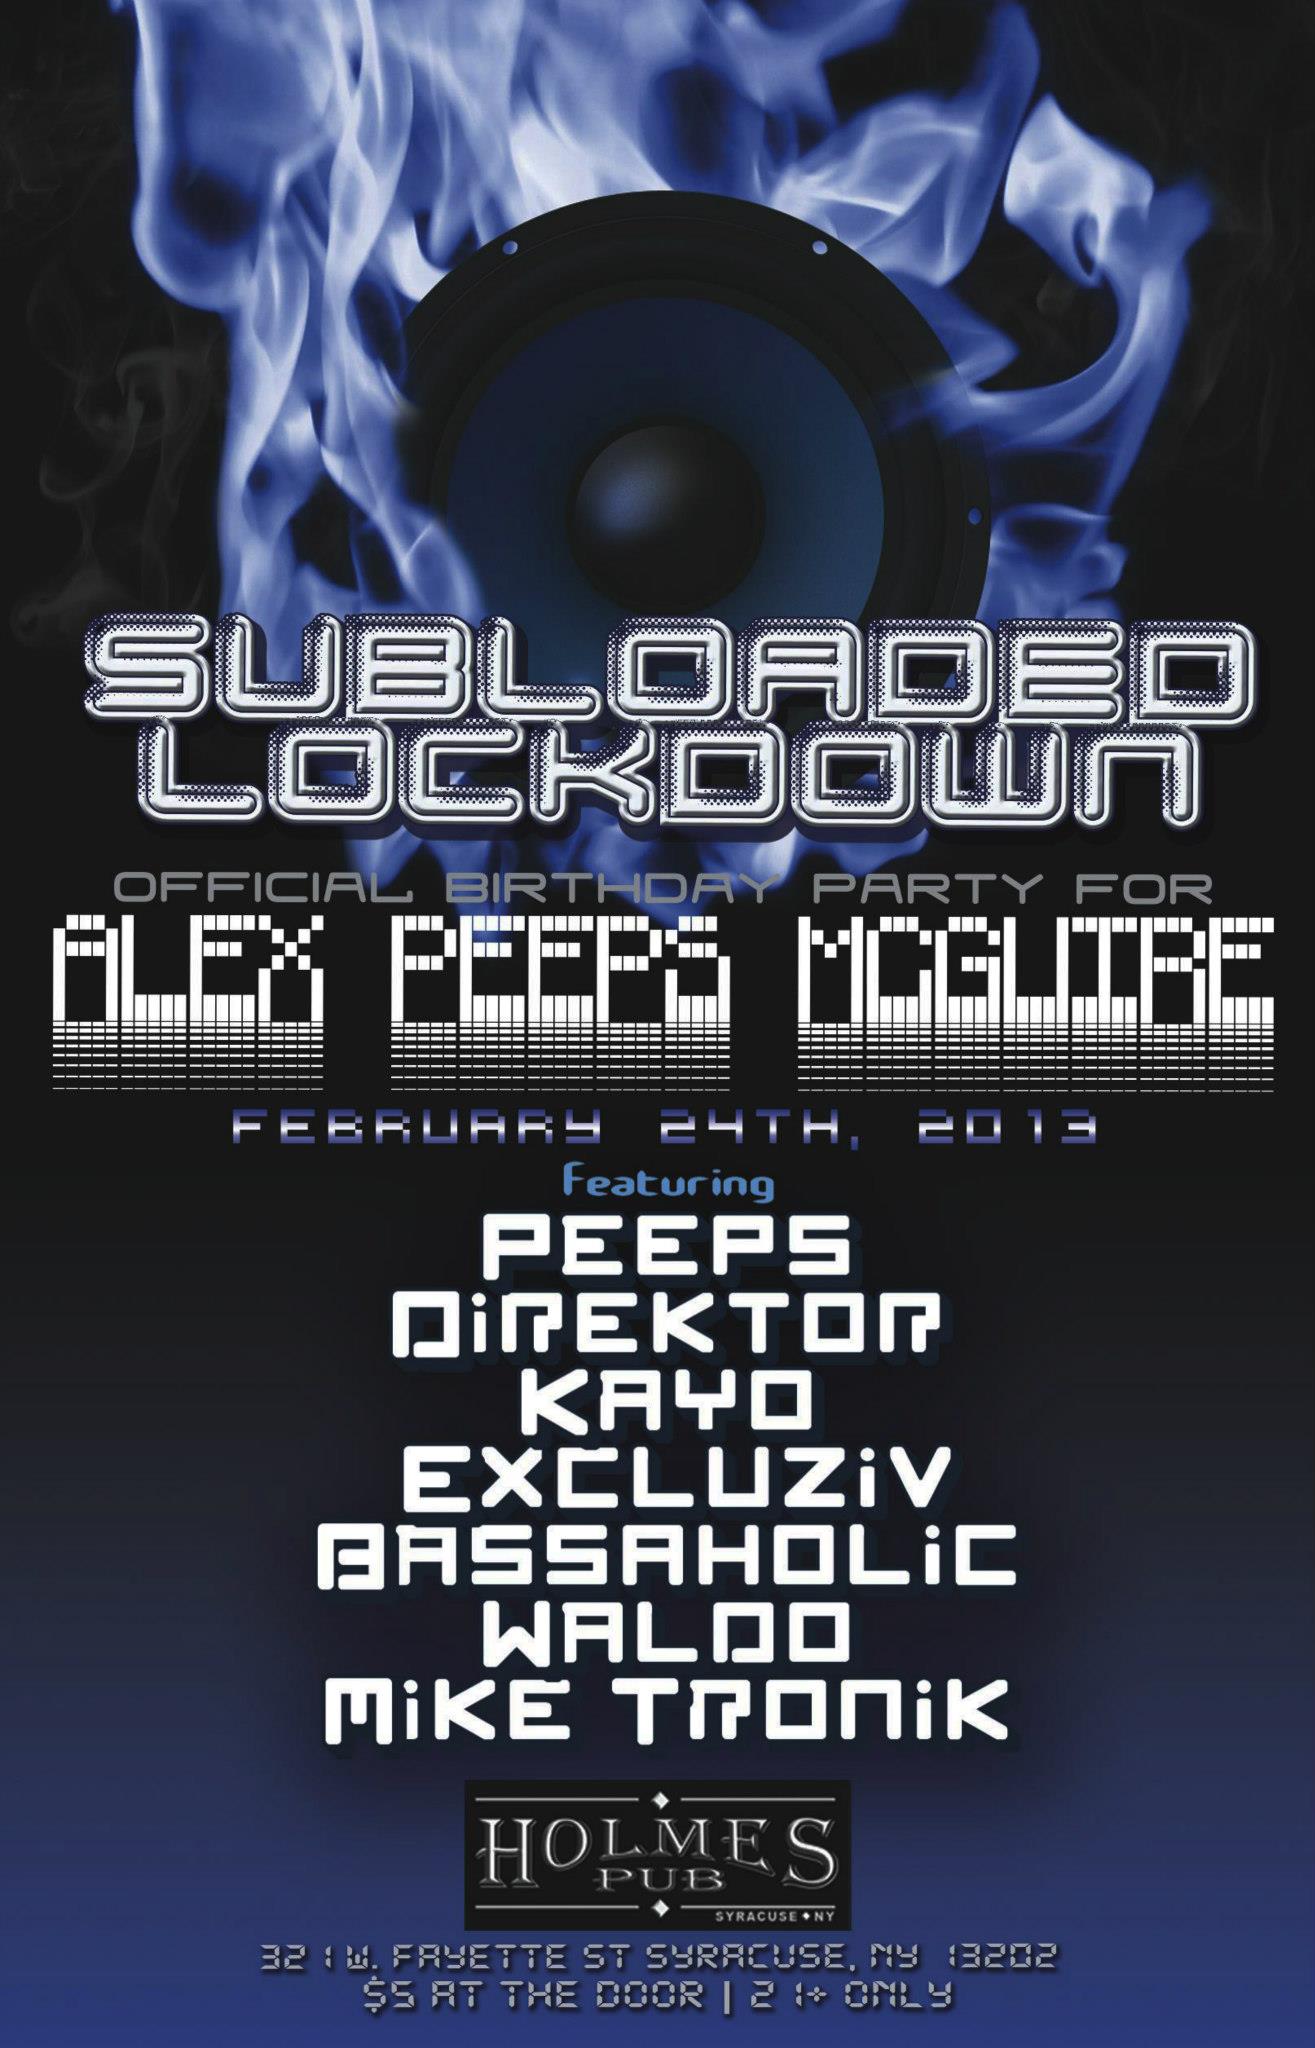 SUBLOADED
LOCKDOWN
OFFICIAL BIRTHDAY PARTY FOR
ALEX PEEPS MCGUIRE
FEBRUARY 24TH, 2013
Featuring
PEEPS
DiREKTOR
KAYO
EXCLUZiV
BASSAHOLiC
WALDO
MiKE TRONiK
HOLMES
PUB
SYRACUSE ◆ NY
321 W. FAYETTE ST SYRACUSE, NY 13202
$5 AT THE DOOR | 21+ ONLY